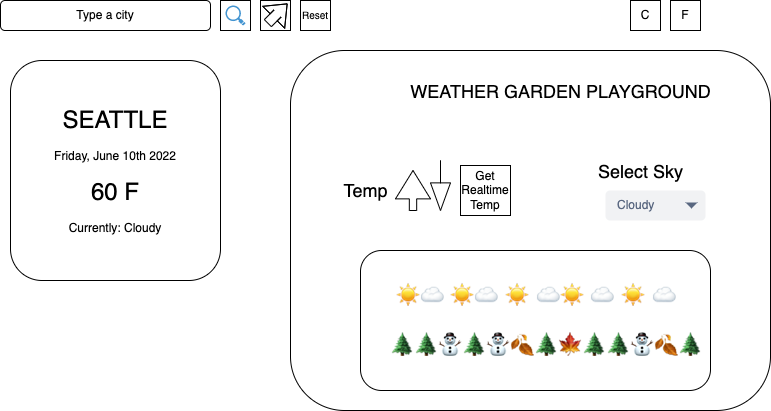 Type a city
Reset
C
F
SEATTLE
Friday, June 10th 2022
60 F
Currently: Cloudy
WEATHER GARDEN PLAYGROUND
Temp
Get
Realtime
Temp
Select Sky
Cloudy